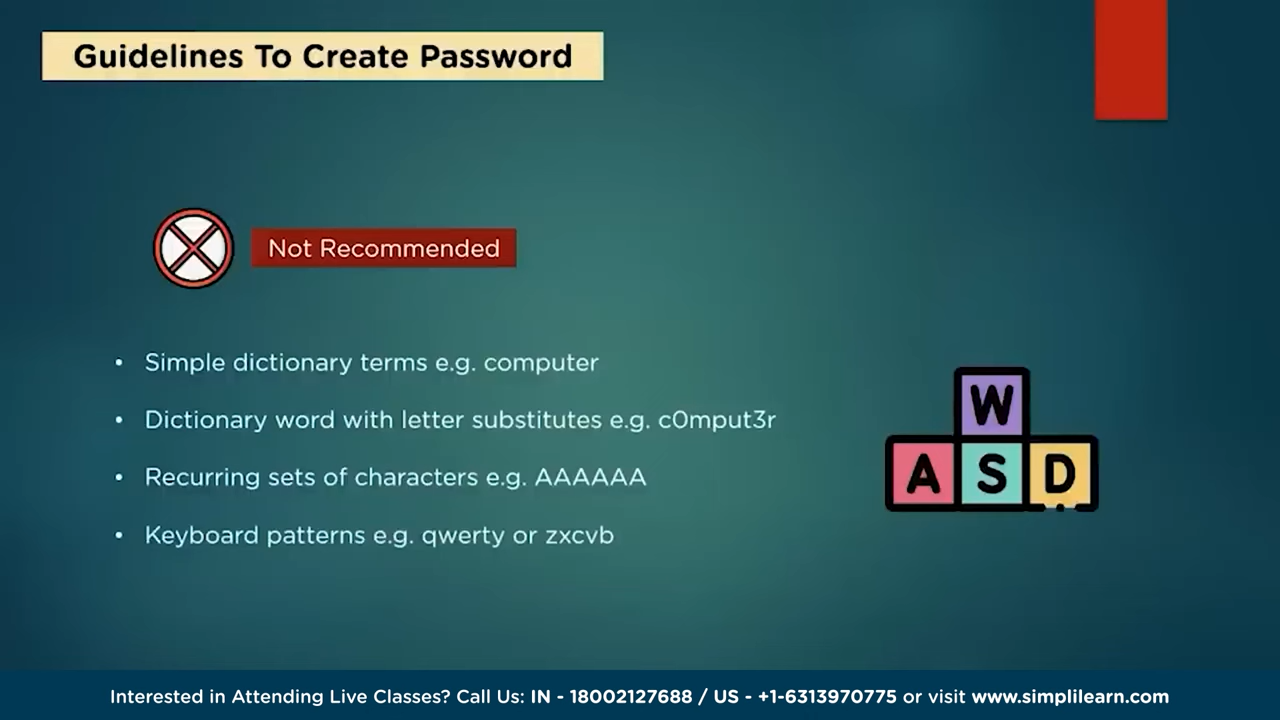 Guidelines To Create Password
Not Recommended
• Simple dictionary terms e.g. computer
• Dictionary word with letter substitutes e.g. c0mput3r
• Recurring sets of characters e.g. AAAAAA
• Keyboard patterns e.g. qwerty or zxcvb
W
A S D
Interested in Attending Live Classes? Call Us: IN - 18002127688 / US - +1-6313970775 or visit www.simplilearn.com